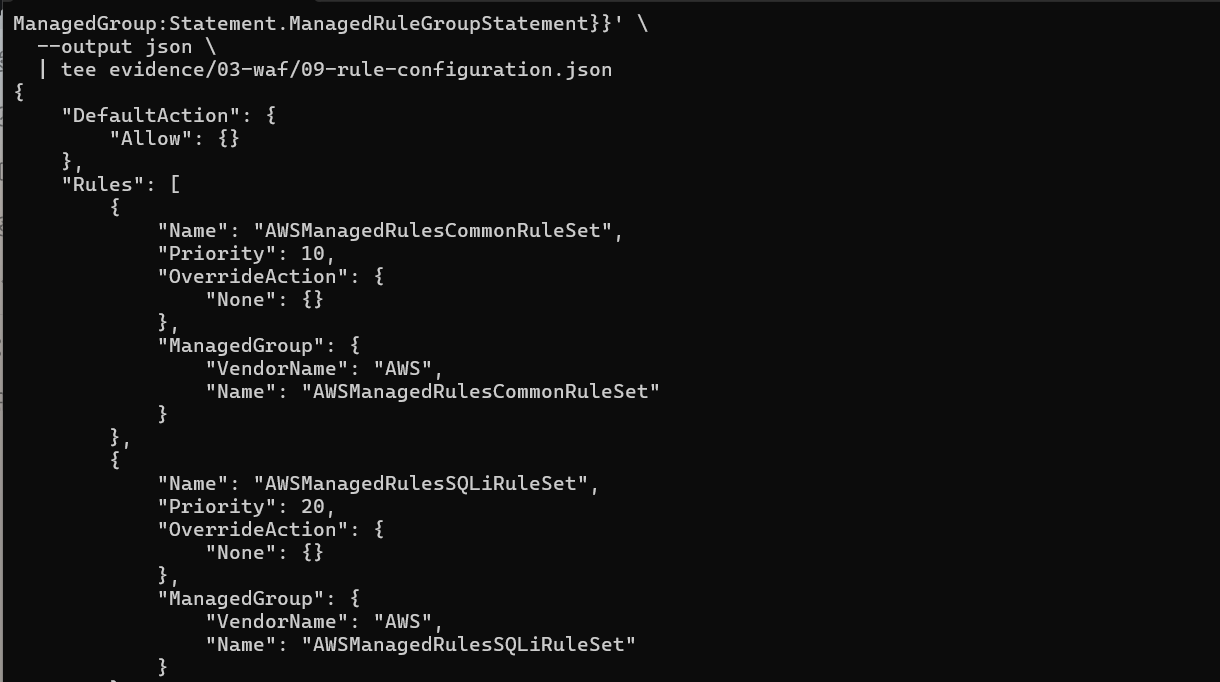 ManagedGroup:Statement.ManagedRuleGroupStatement}}' \
  --output json \
  | tee evidence/03-waf/09-rule-configuration.json
{
    "DefaultAction": {
        "Allow": {}
    },
    "Rules": [
        {
            "Name": "AWSManagedRulesCommonRuleSet",
            "Priority": 10,
            "OverrideAction": {
                "None": {}
            },
            "ManagedGroup": {
                "VendorName": "AWS",
                "Name": "AWSManagedRulesCommonRuleSet"
            }
        },
        {
            "Name": "AWSManagedRulesSQLiRuleSet",
            "Priority": 20,
            "OverrideAction": {
                "None": {}
            },
            "ManagedGroup": {
                "VendorName": "AWS",
                "Name": "AWSManagedRulesSQLiRuleSet"
            }